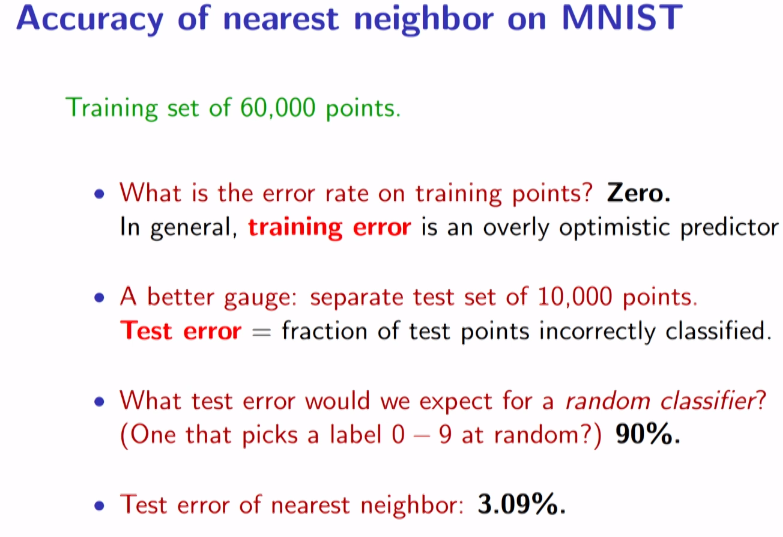 Accuracy of nearest neighbor on MNIST
Training set of 60,000 points.
• What is the error rate on training points? Zero.
In general, training error is an overly optimistic predictor
• A better gauge: separate test set of 10,000 points.
Test error = fraction of test points incorrectly classified.
• What test error would we expect for a random classifier?
(One that picks a label 0 – 9 at random?) 90%.
• Test error of nearest neighbor: 3.09%.